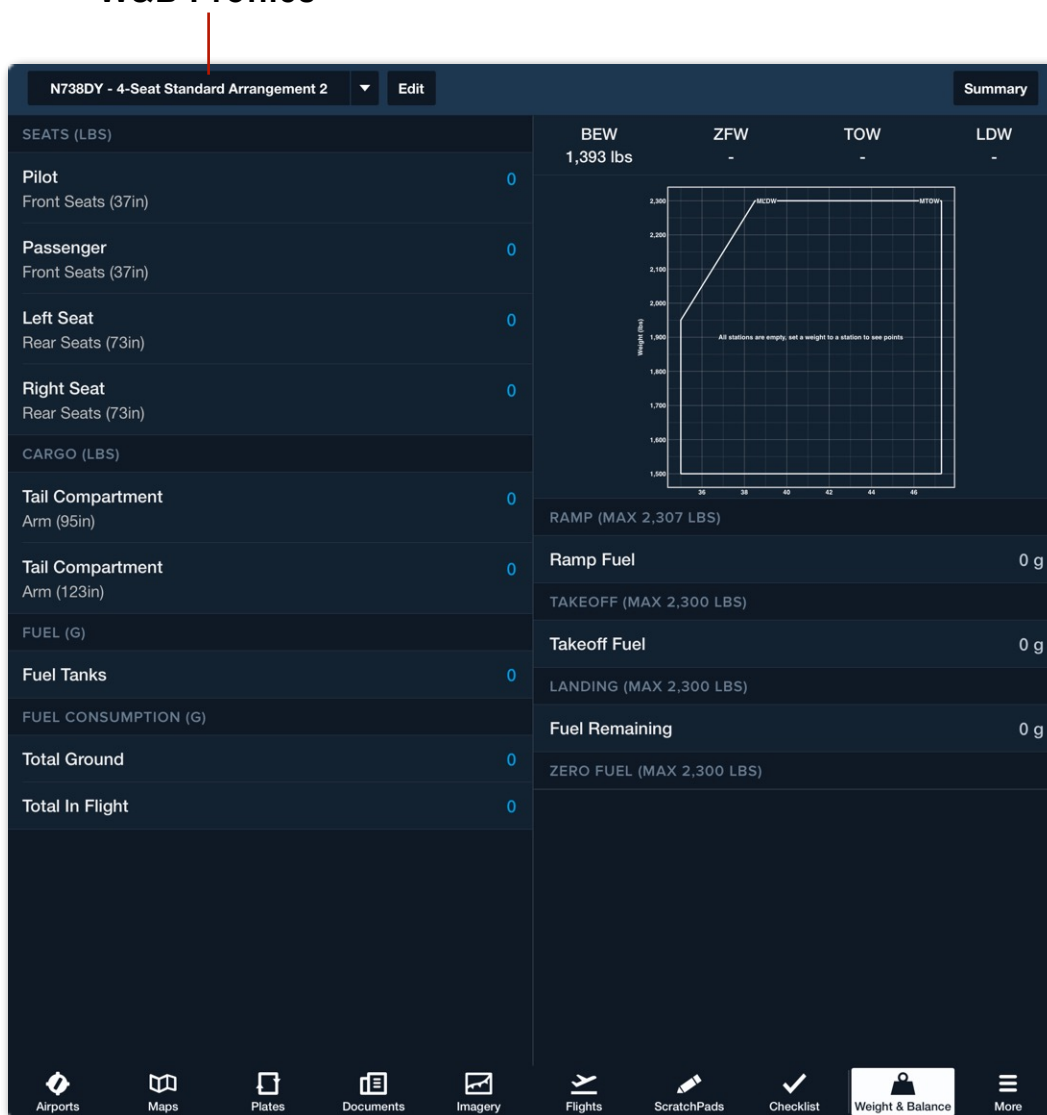 W&B Profiles
N738DY - 4-Seat Standard Arrangement 2
Edit
Summary
SEATS (LBS)
Pilot
0
Front Seats (37in)
Passenger
0
Front Seats (37in)
Left Seat
0
Rear Seats (73in)
Right Seat
0
Rear Seats (73in)
CARGO (LBS)
Tail Compartment
0
Arm (95in)
Tail Compartment
0
Arm (123in)
FUEL (G)
Fuel Tanks
0
FUEL CONSUMPTION (G)
Total Ground
0
Total In Flight
0
BEW ZFW TOW LDW
1,393 lbs - - -
2,300
2,200
2,100
2,000
1,900
1,800
1,700
1,600
1,500
Weight (lbs)
MLDW
MTOW
All stations are empty, set a weight to a station to see points
36 38 40 42 44 46
RAMP (MAX 2,307 LBS)
Ramp Fuel
0 g
TAKEOFF (MAX 2,300 LBS)
Takeoff Fuel
0 g
LANDING (MAX 2,300 LBS)
Fuel Remaining
0 g
ZERO FUEL (MAX 2,300 LBS)
Airports Maps Plates Documents Imagery Flights ScratchPads Checklist Weight & Balance More